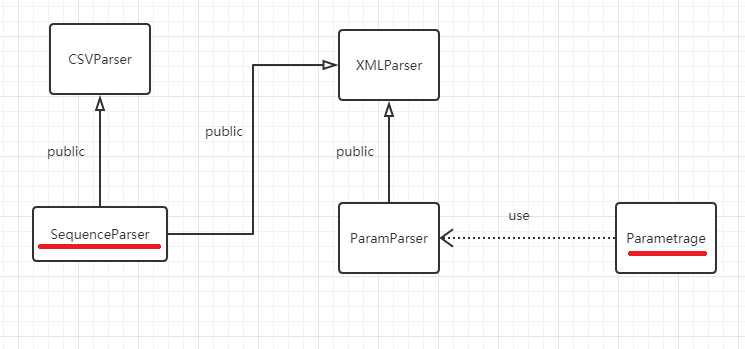 CSVParser
XMLParser
public
public
public
SequenceParser
ParamParser
use
Parametrage